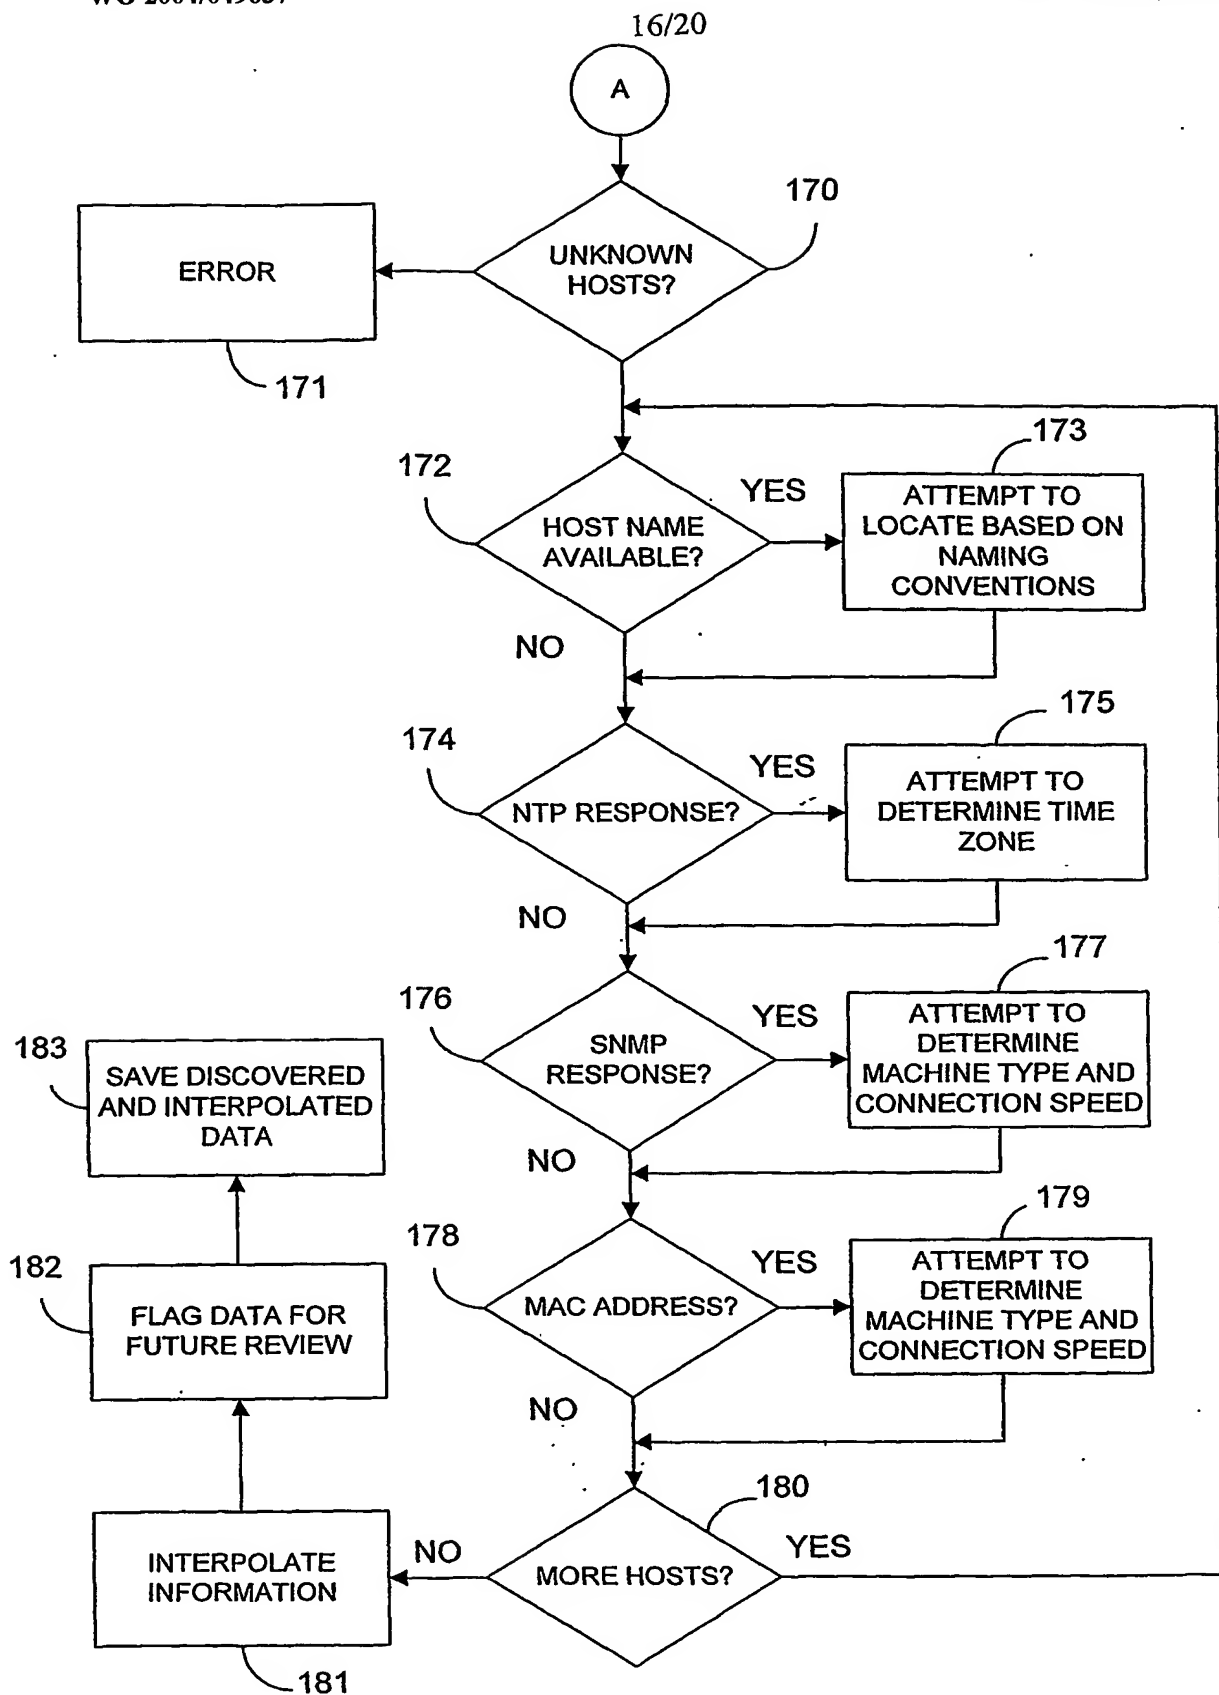 16/20
A
170
UNKNOWN
HOSTS?
ERROR
171
172
HOST NAME
AVAILABLE?
YES
173
ATTEMPT TO
LOCATE BASED ON
NAMING
CONVENTIONS
NO
174
NTP RESPONSE?
YES
175
ATTEMPT TO
DETERMINE TIME
ZONE
NO
176
SNMP
RESPONSE?
YES
177
ATTEMPT TO
DETERMINE
MACHINE TYPE AND
CONNECTION SPEED
NO
178
MAC ADDRESS?
YES
179
ATTEMPT TO
DETERMINE
MACHINE TYPE AND
CONNECTION SPEED
NO
180
MORE HOSTS?
YES
NO
INTERPOLATE
INFORMATION
181
182
FLAG DATA FOR
FUTURE REVIEW
183
SAVE DISCOVERED
AND INTERPOLATED
DATA